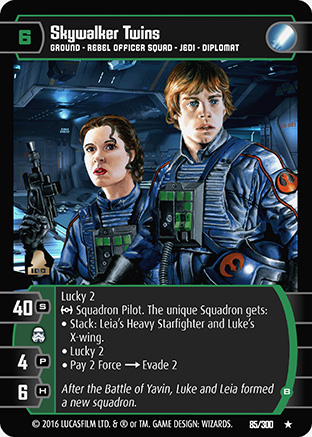 6
Skywalker Twins
GROUND - REBEL OFFICER SQUAD - JEDI - DIPLOMAT
40 S
4 P
6 H
Lucky 2
Squadron Pilot. The unique Squadron gets:
• Stack: Leia's Heavy Starfighter and Luke's
X-wing.
• Lucky 2
• Pay 2 Force → Evade 2
After the Battle of Yavin, Luke and Leia formed
a new squadron.
B
© 2016 LUCASFILM LTD. & ® or TM. GAME DESIGN: WIZARDS.
85/300 ★